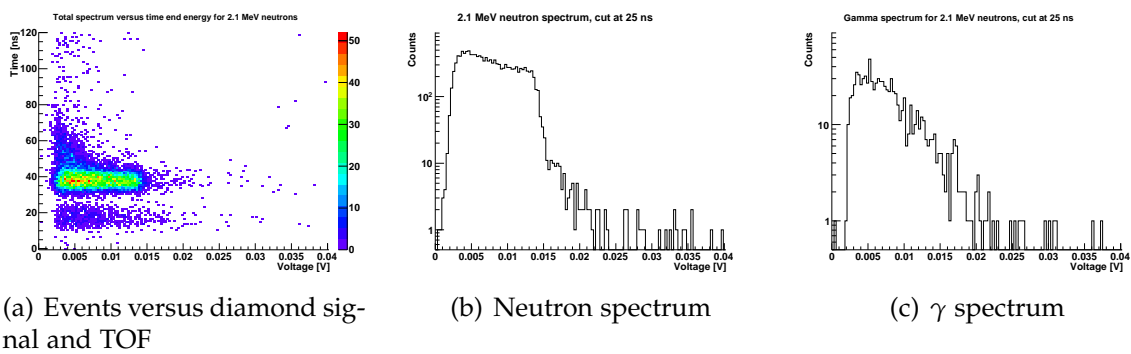 Total spectrum versus time end energy for 2.1 MeV neutrons
Time [ns]
120
100
80
60
40
20
0
0 0.005 0.01 0.015 0.02 0.025 0.03 0.035 0.04
Voltage [V]
50
40
30
20
10
0
(a) Events versus diamond sig-
nal and TOF
2.1 MeV neutron spectrum, cut at 25 ns
Counts
10²
10
1
0 0.005 0.01 0.015 0.02 0.025 0.03 0.035 0.04
Voltage [V]
(b) Neutron spectrum
Gamma spectrum for 2.1 MeV neutrons, cut at 25 ns
Counts
10
1
0 0.005 0.01 0.015 0.02 0.025 0.03 0.035 0.04
Voltage [V]
(c) γ spectrum